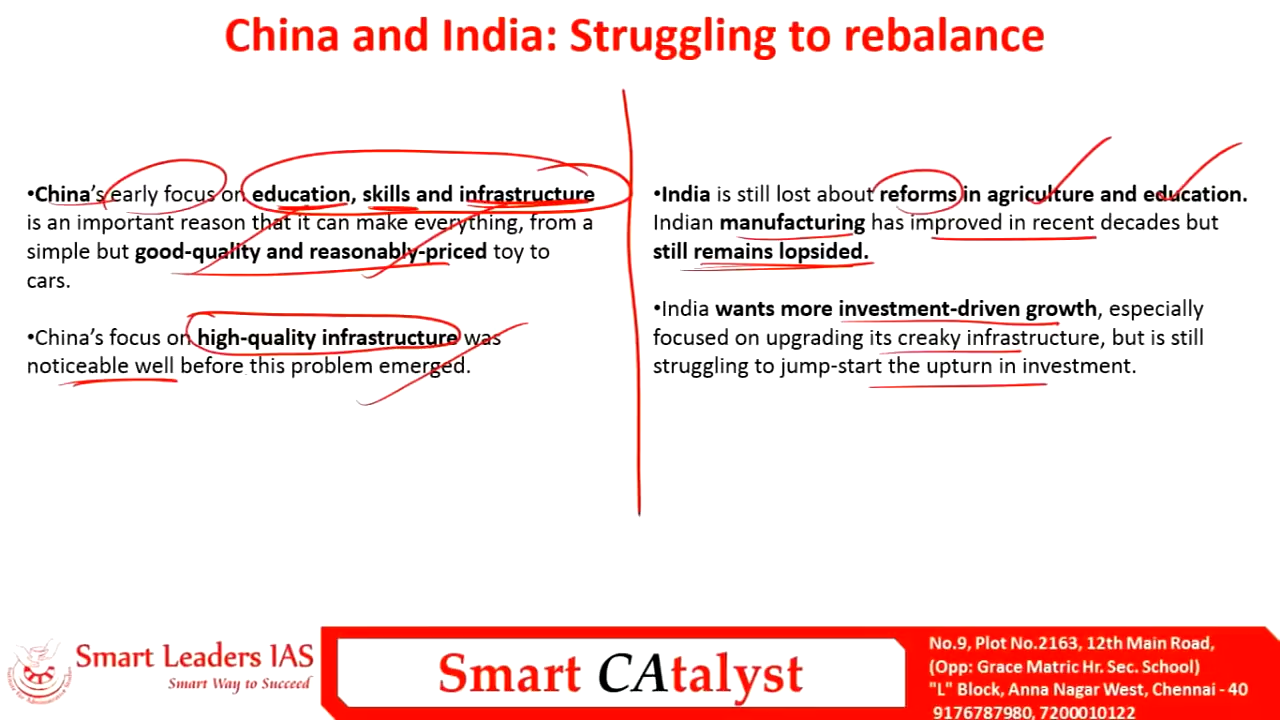 China and India: Struggling to rebalance
•China's early focus on education, skills and infrastructure
is an important reason that it can make everything, from a
simple but good-quality and reasonably-priced toy to
cars.
•China's focus on high-quality infrastructure was
noticeable well before this problem emerged.
•India is still lost about reforms in agriculture and education.
Indian manufacturing has improved in recent decades but
still remains lopsided.
•India wants more investment-driven growth, especially
focused on upgrading its creaky infrastructure, but is still
struggling to jump-start the upturn in investment.
Smart Leaders IAS
Smart Way to Succeed
Smart CAtalyst
No.9, Plot No.2163, 12th Main Road,
(Opp: Grace Matric Hr. Sec. School)
"L" Block, Anna Nagar West, Chennai - 40
9176787980, 7200010122